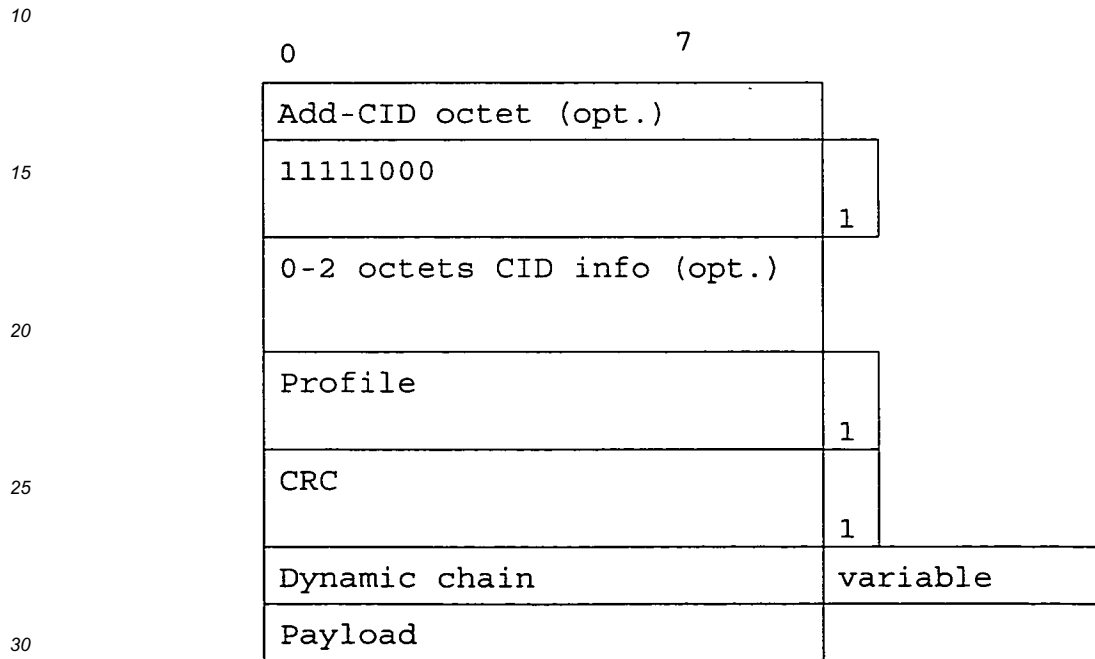 10
0 7
Add-CID octet (opt.)
15
11111000
1
0-2 octets CID info (opt.)
20
Profile
1
25
CRC
1
Dynamic chain variable
30
Payload